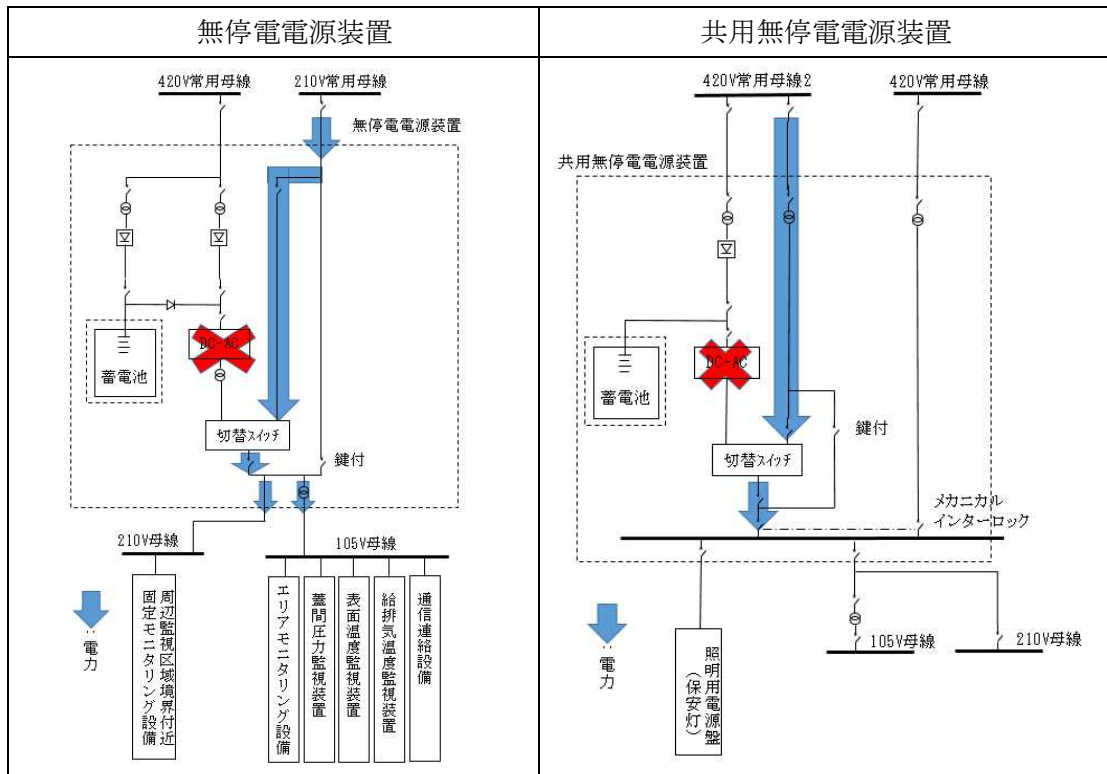 無停電電源装置
420V常用母線
210V常用母線
無停電電源装置
蓄電池
DC-AC
切替スイッチ
鍵付
210V母線
105V母線
周辺監視区域境界付近
固定モニタリング設備
エリアモニタリング設備
蓋間圧力監視装置
表面温度監視装置
給排気温度監視装置
通信連絡設備
:電力
共用無停電電源装置
420V常用母線2
420V常用母線
共用無停電電源装置
蓄電池
DC-AC
切替スイッチ
鍵付
メカニカル
インターロック
照明用電源盤
(保安灯)
105V母線
210V母線
:電力